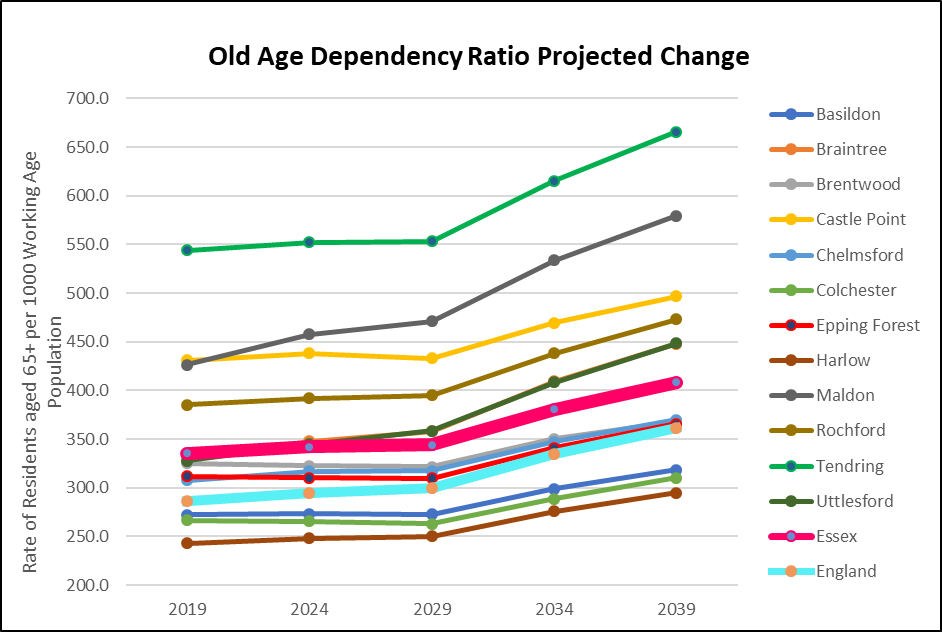 Old Age Dependency Ratio Projected Change
Rate of Residents aged 65+ per 1000 Working Age
Population
700.0
650.0
600.0
550.0
500.0
450.0
400.0
350.0
300.0
250.0
200.0
2019 2024 2029 2034 2039
Basildon
Braintree
Brentwood
Castle Point
Chelmsford
Colchester
Epping Forest
Harlow
Maldon
Rochford
Tendring
Uttlesford
Essex
England